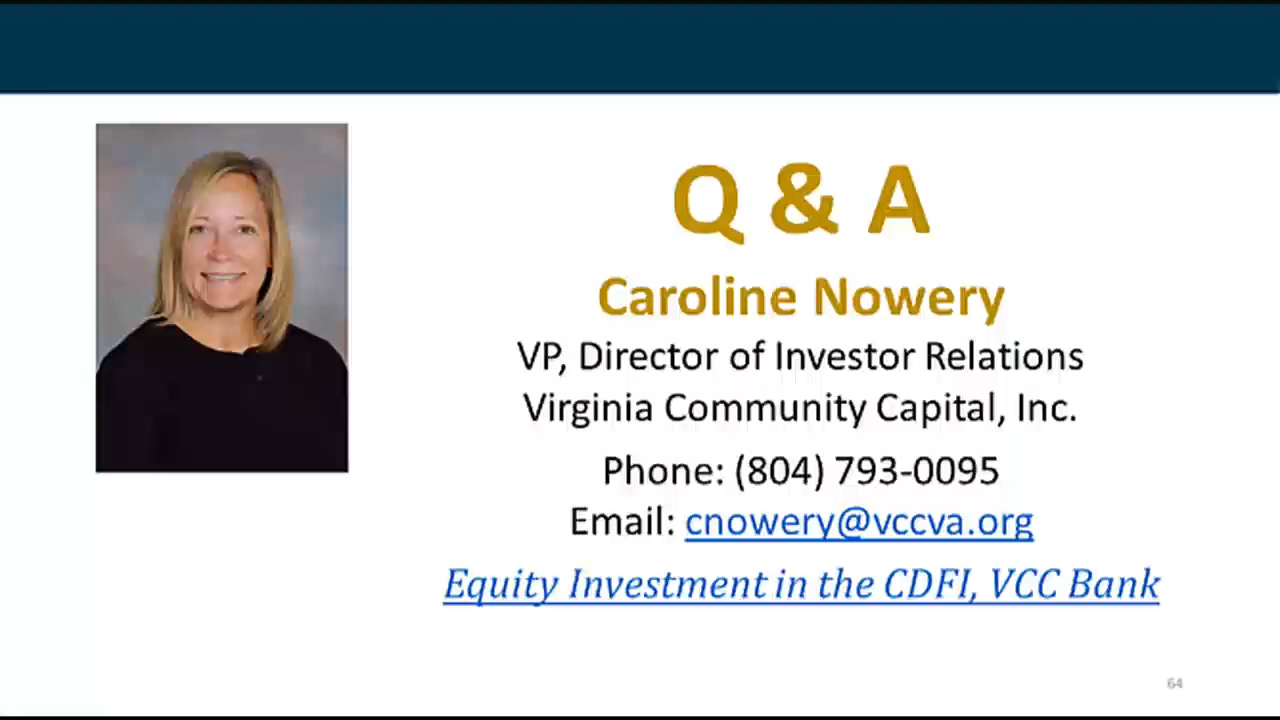 Q & A
Caroline Nowery
VP, Director of Investor Relations
Virginia Community Capital, Inc.
Phone: (804) 793-0095
Email: cnowery@vccva.org
Equity Investment in the CDFI, VCC Bank
64